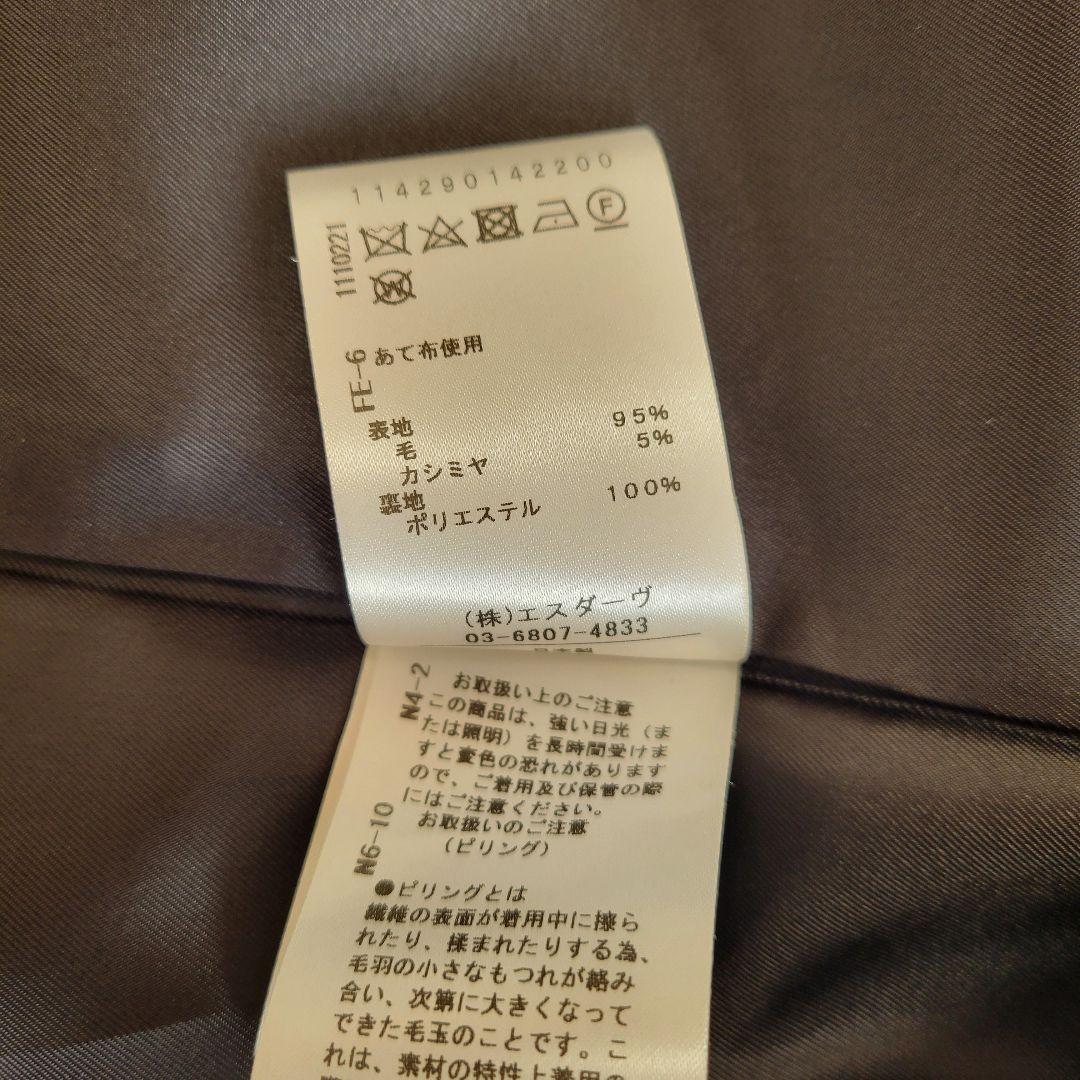 114290142200
1110221
F
W
FE-6
あて布使用
表地
毛 95%
カシミヤ 5%
裏地
ポリエステル 100%
(株)エスダーヴ
03-6807-4833
N4-2
お取扱い上のご注意
この商品は、強い日光(ま
たは照明)を長時間受けま
すと変色の恐れがあります
ので、ご着用及び保管の際
にはご注意ください。
N6-10
お取扱いのご注意
(ピリング)
●ピリングとは
繊維の表面が着用中に擦ら
れたり、揉まれたりする為、
毛羽の小さなもつれが絡み
合い、次第に大きくなって
できた毛玉のことです。こ
れは、素材の特性上着用の